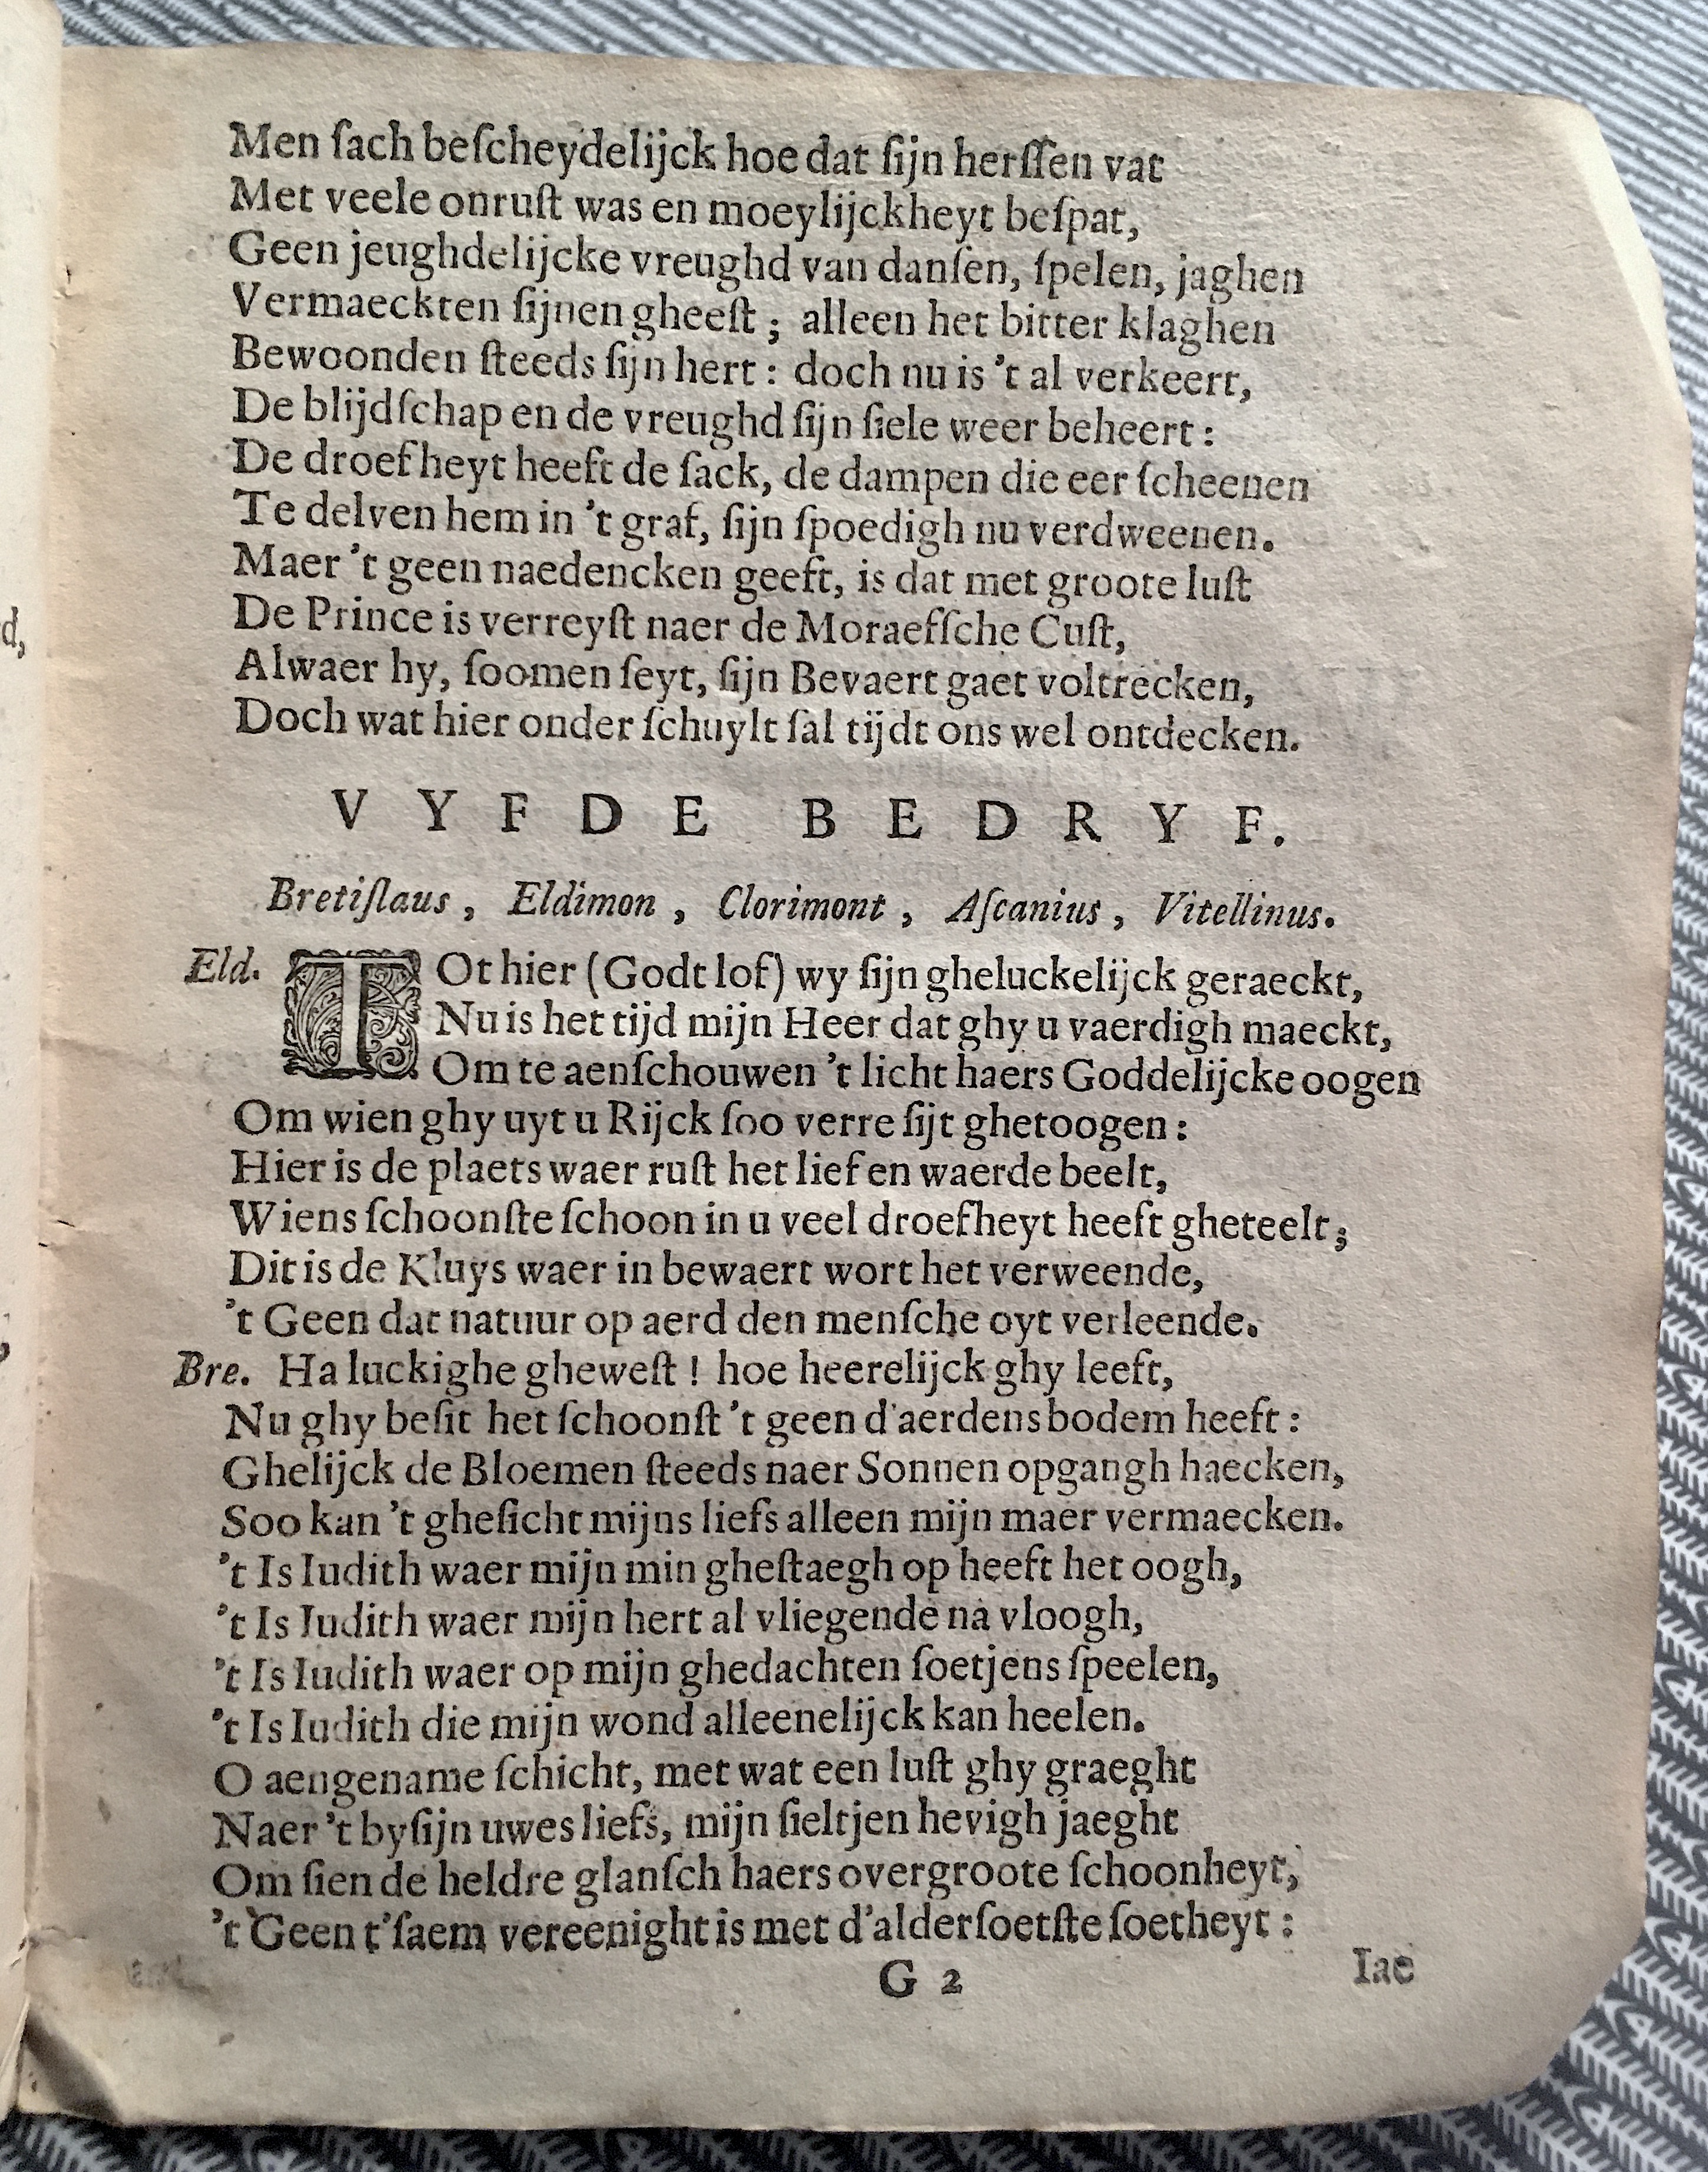 Men ſach beſcheydelijck hoe dat ſijn herſſen vat
Met veele onruſt was en moeylijckheyt beſpat,
Geen jeughdelijcke vreughd van danſen, ſpelen, jaghen
Vermaeckten ſijnen gheeſt ; alleen het bitter klaghen
Bewoonden ſteeds ſijn hert : doch nu is 't al verkeert,
De blijdſchap en de vreughd ſijn ſiele weer beheert :
De droefheyt heeft de ſack, de dampen die eer ſcheenen
Te delven hem in 't graf, ſijn ſpoedigh nu verdweenen.
Maer 't geen naedencken geeft, is dat met groote luſt
De Prince is verreyſt naer de Moraefſche Cuſt,
Alwaer hy, ſoomen ſeyt, ſijn Bevaert gaet voltrecken,
Doch wat hier onder ſchuylt ſal tijdt ons wel ontdecken.
VYFDE BEDRYF.
Bretiſlaus, Eldimon, Clorimont, Aſcanius, Vitellinus.
Eld. TOt hier (Godt lof) wy ſijn gheluckelijck geraeckt,
Nu is het tijd mijn Heer dat ghy u vaerdigh maeckt,
Om te aenſchouwen 't licht haers Goddelijcke oogen
Om wien ghy uyt u Rijck ſoo verre ſijt ghetoogen :
Hier is de plaets waer ruſt het lief en waerde beelt,
Wiens ſchoonſte ſchoon in u veel droefheyt heeft gheteelt;
Dit is de Kluys waer in bewaert wort het verweende,
't Geen dat natuur op aerd den menſche oyt verleende.
Bre. Ha luckighe gheweſt ! hoe heerelijck ghy leeft,
Nu ghy beſit het ſchoonſt 't geen d'aerdens bodem heeft :
Ghelijck de Bloemen ſteeds naer Sonnen opgangh haecken,
Soo kan 't gheſicht mijns liefs alleen mijn maer vermaecken.
't Is Iudith waer mijn min gheſtaegh op heeft het oogh,
't Is Iudith waer mijn hert al vliegende na vloogh,
't Is Iudith waer op mijn ghedachten ſoetjens ſpeelen,
't Is Iudith die mijn wond alleenelijck kan heelen.
O aengename ſchicht, met wat een luſt ghy graeght
Naer 't byſijn uwes liefs, mijn ſieltjen hevigh jaeght
Om ſien de heldre glanſch haers overgroote ſchoonheyt,
't Geen t'ſaem vereenight is met d'alderſoetſte ſoetheyt :
G 2
Iae